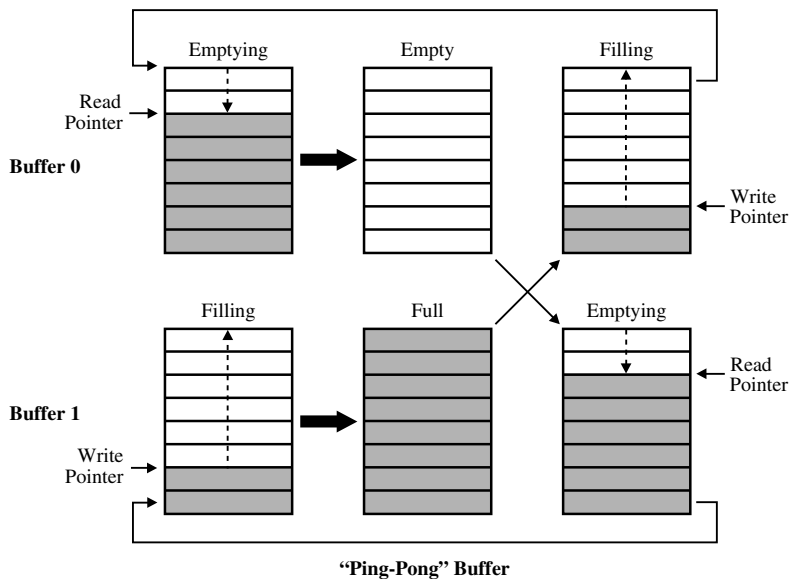 Emptying
Empty
Filling
Read
Pointer
Buffer 0
Write
Pointer
Filling
Full
Emptying
Read
Pointer
Buffer 1
Write
Pointer
“Ping-Pong” Buffer